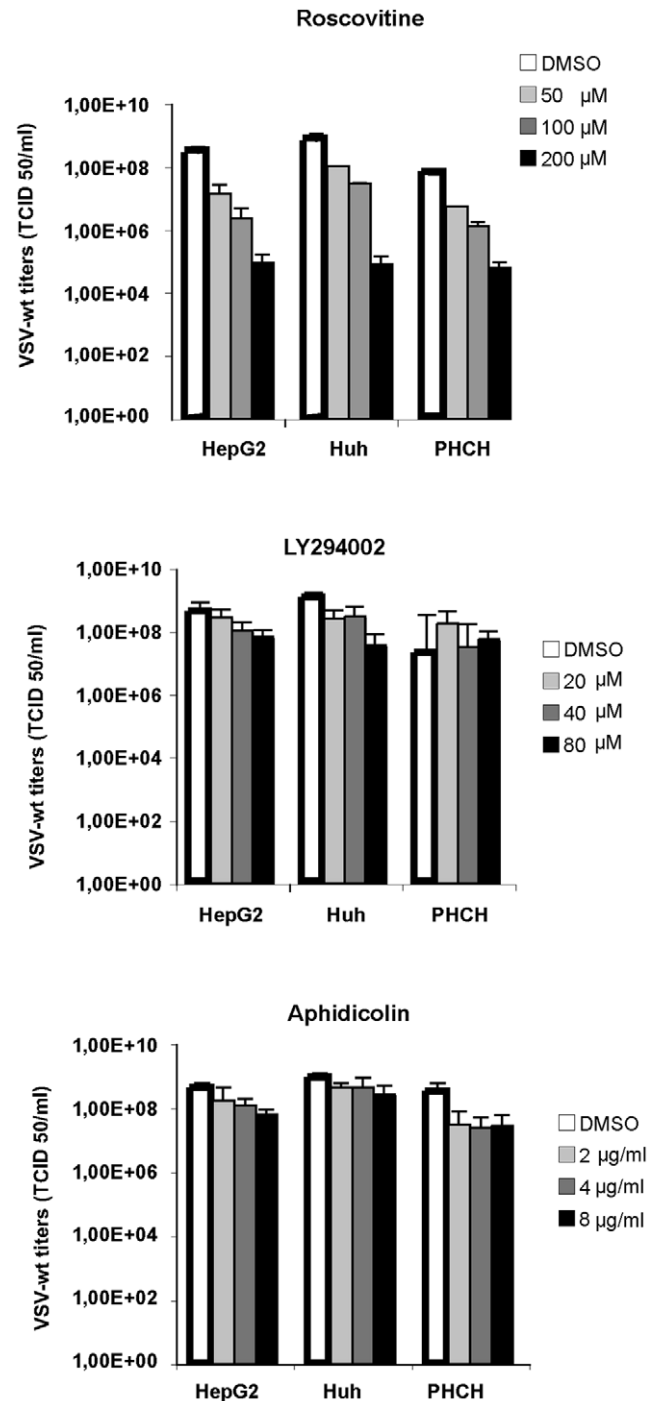 Roscovitine
DMSO
50 µM
100 µM
200 µM
VSV-wt titers (TCID 50/ml)
1,00E+10
1,00E+08
1,00E+06
1,00E+04
1,00E+02
1,00E+00
HepG2 Huh PHCH
LY294002
DMSO
20 µM
40 µM
80 µM
VSV-wt titers (TCID 50/ml)
1,00E+10
1,00E+08
1,00E+06
1,00E+04
1,00E+02
1,00E+00
HepG2 Huh PHCH
Aphidicolin
DMSO
2 µg/ml
4 µg/ml
8 µg/ml
VSV-wt titers (TCID 50/ml)
1,00E+10
1,00E+08
1,00E+06
1,00E+04
1,00E+02
1,00E+00
HepG2 Huh PHCH